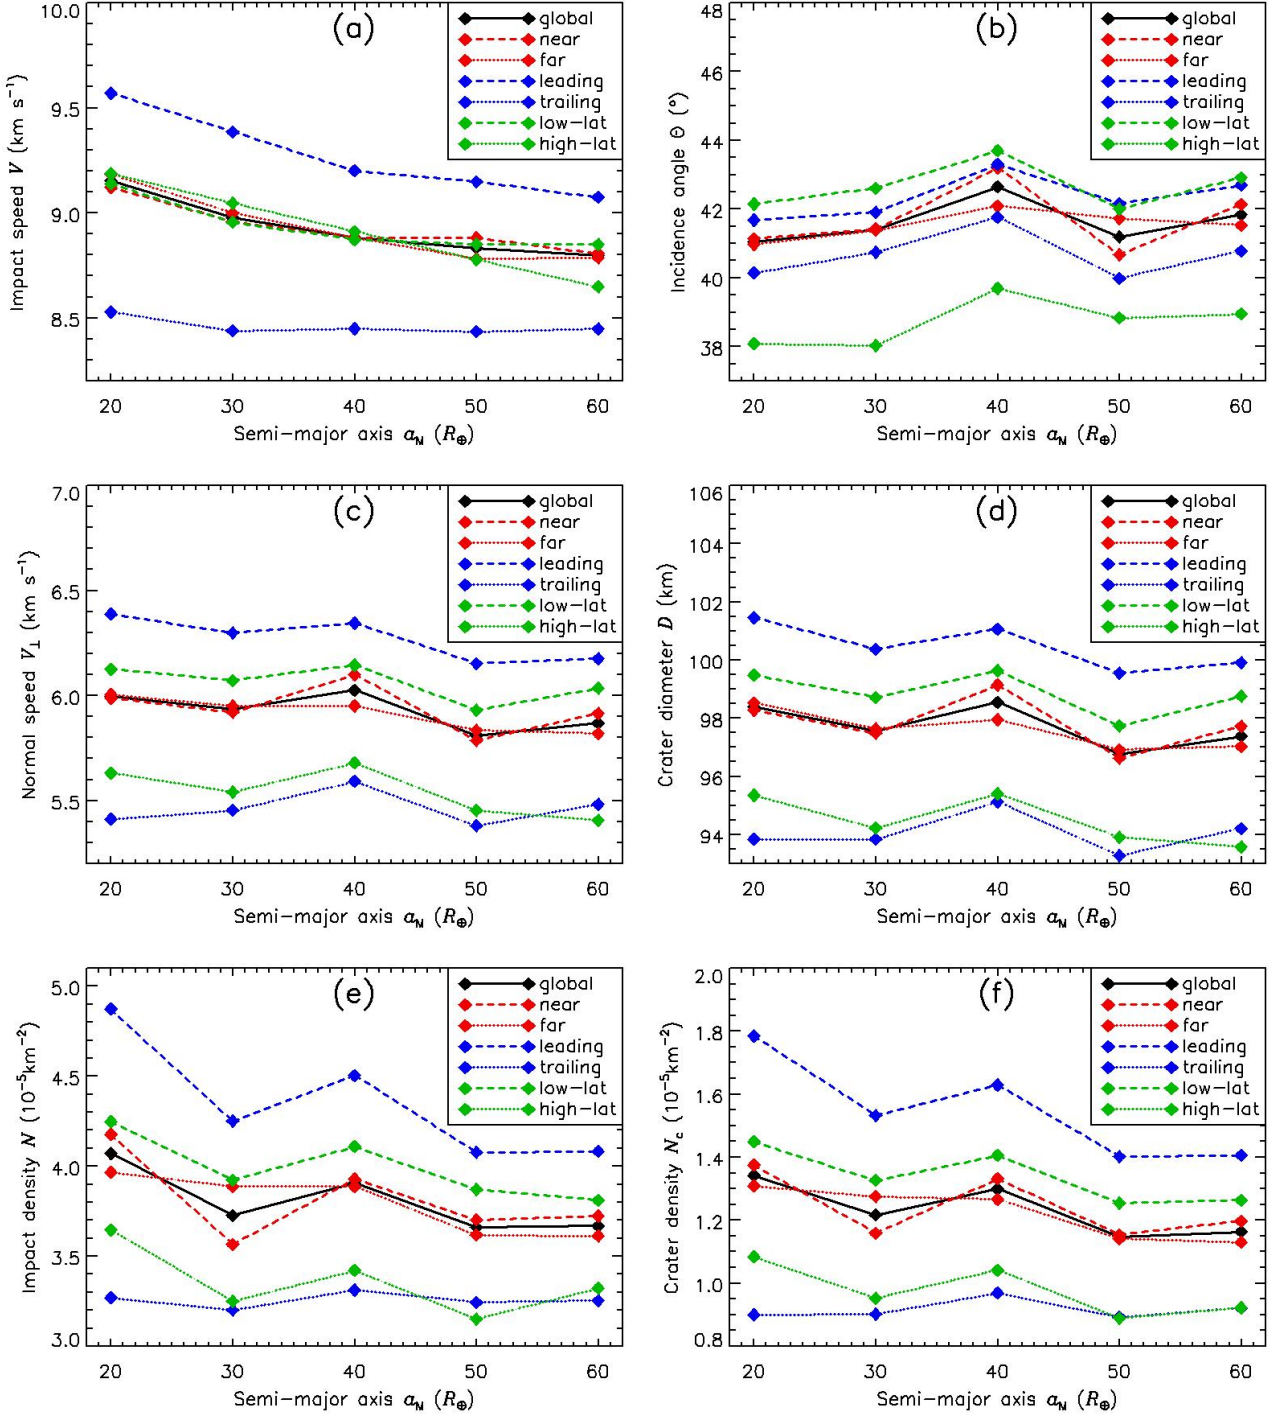 (a)
global
near
far
leading
trailing
low-lat
high-lat
Impact speed V (km s⁻¹)
10.0
9.5
9.0
8.5
20 30 40 50 60
Semi-major axis a_M (R⊕)
(b)
global
near
far
leading
trailing
low-lat
high-lat
Incidence angle Θ (°)
48
46
44
42
40
38
20 30 40 50 60
Semi-major axis a_M (R⊕)
(c)
global
near
far
leading
trailing
low-lat
high-lat
Normal speed V⊥ (km s⁻¹)
7.0
6.5
6.0
5.5
20 30 40 50 60
Semi-major axis a_M (R⊕)
(d)
global
near
far
leading
trailing
low-lat
high-lat
Crater diameter D (km)
106
104
102
100
98
96
94
20 30 40 50 60
Semi-major axis a_M (R⊕)
(e)
global
near
far
leading
trailing
low-lat
high-lat
Impact density N (10⁻⁵km⁻²)
5.0
4.5
4.0
3.5
3.0
20 30 40 50 60
Semi-major axis a_M (R⊕)
(f)
global
near
far
leading
trailing
low-lat
high-lat
Crater density N_c (10⁻⁵km⁻²)
2.0
1.8
1.6
1.4
1.2
1.0
0.8
20 30 40 50 60
Semi-major axis a_M (R⊕)